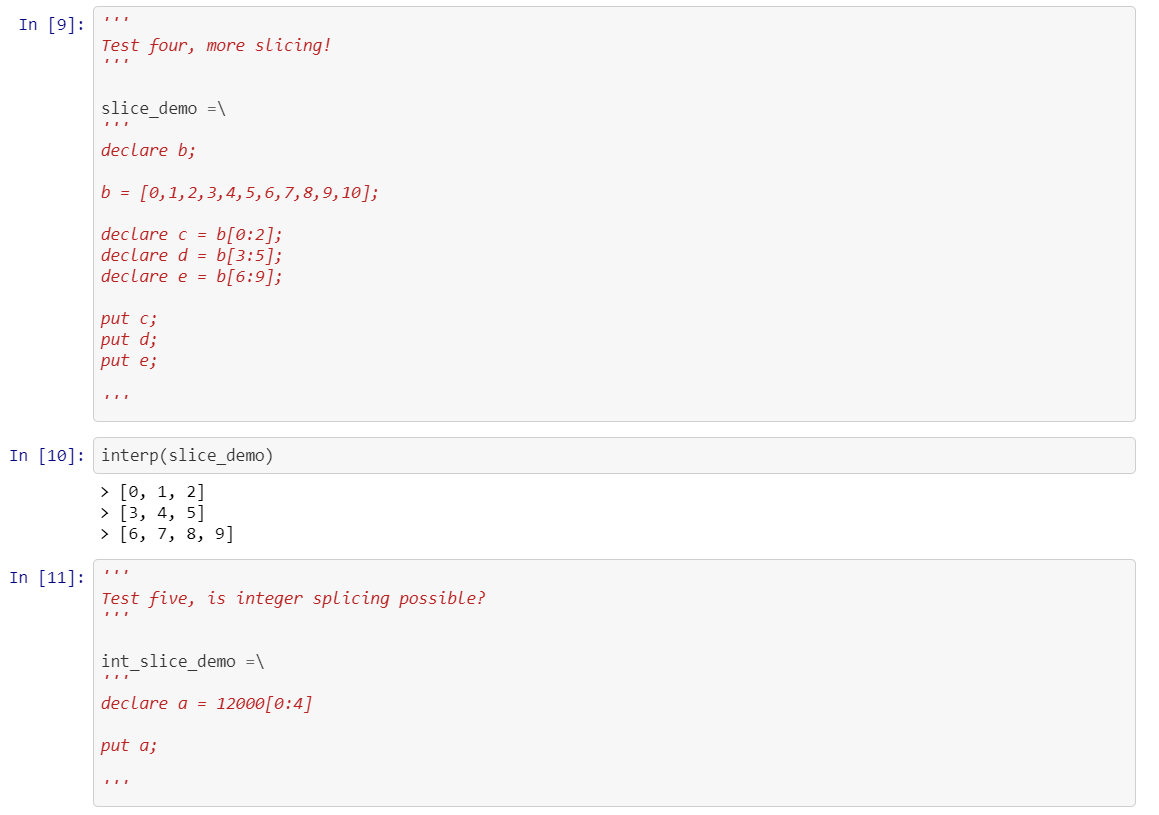 In [9]:
'''
Test four, more slicing!
'''
slice_demo =\
'''
declare b;
b = [0,1,2,3,4,5,6,7,8,9,10];
declare c = b[0:2];
declare d = b[3:5];
declare e = b[6:9];
put c;
put d;
put e;
'''
In [10]:
interp(slice_demo)
> [0, 1, 2]
> [3, 4, 5]
> [6, 7, 8, 9]
In [11]:
'''
Test five, is integer splicing possible?
'''
int_slice_demo =\
'''
declare a = 12000[0:4]
put a;
'''